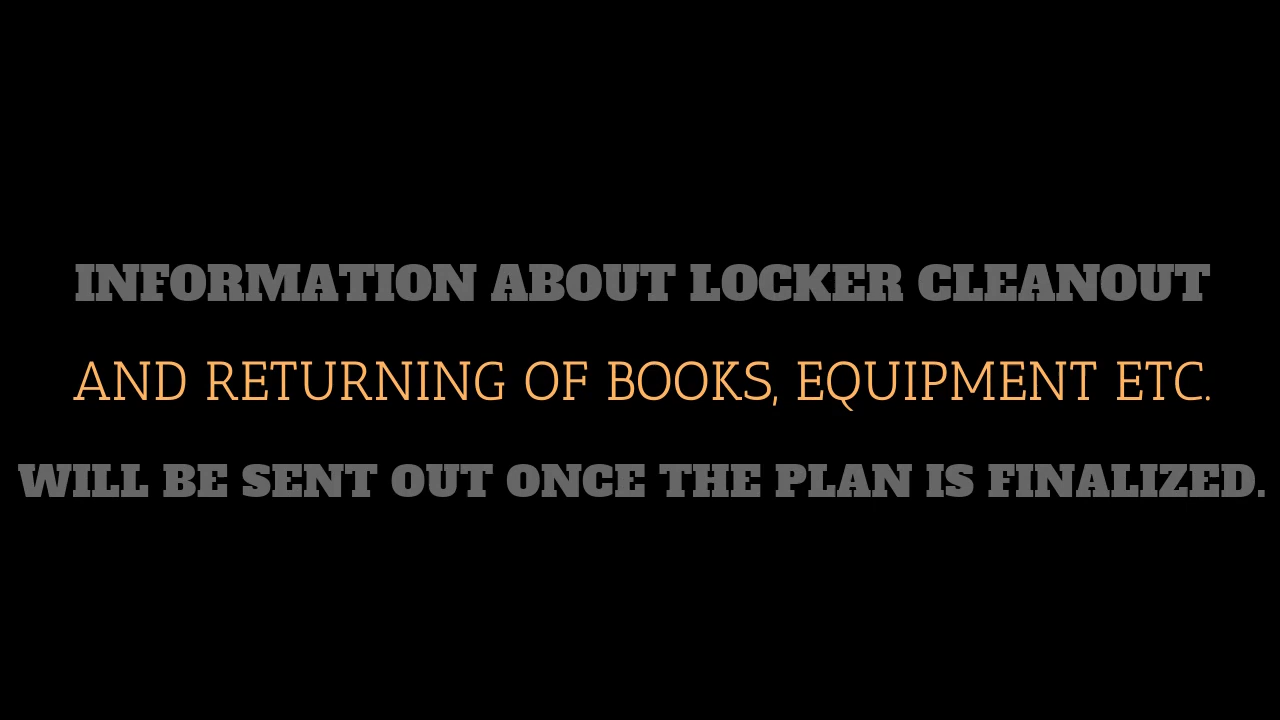 INFORMATION ABOUT LOCKER CLEANOUT
AND RETURNING OF BOOKS, EQUIPMENT ETC.
WILL BE SENT OUT ONCE THE PLAN IS FINALIZED.